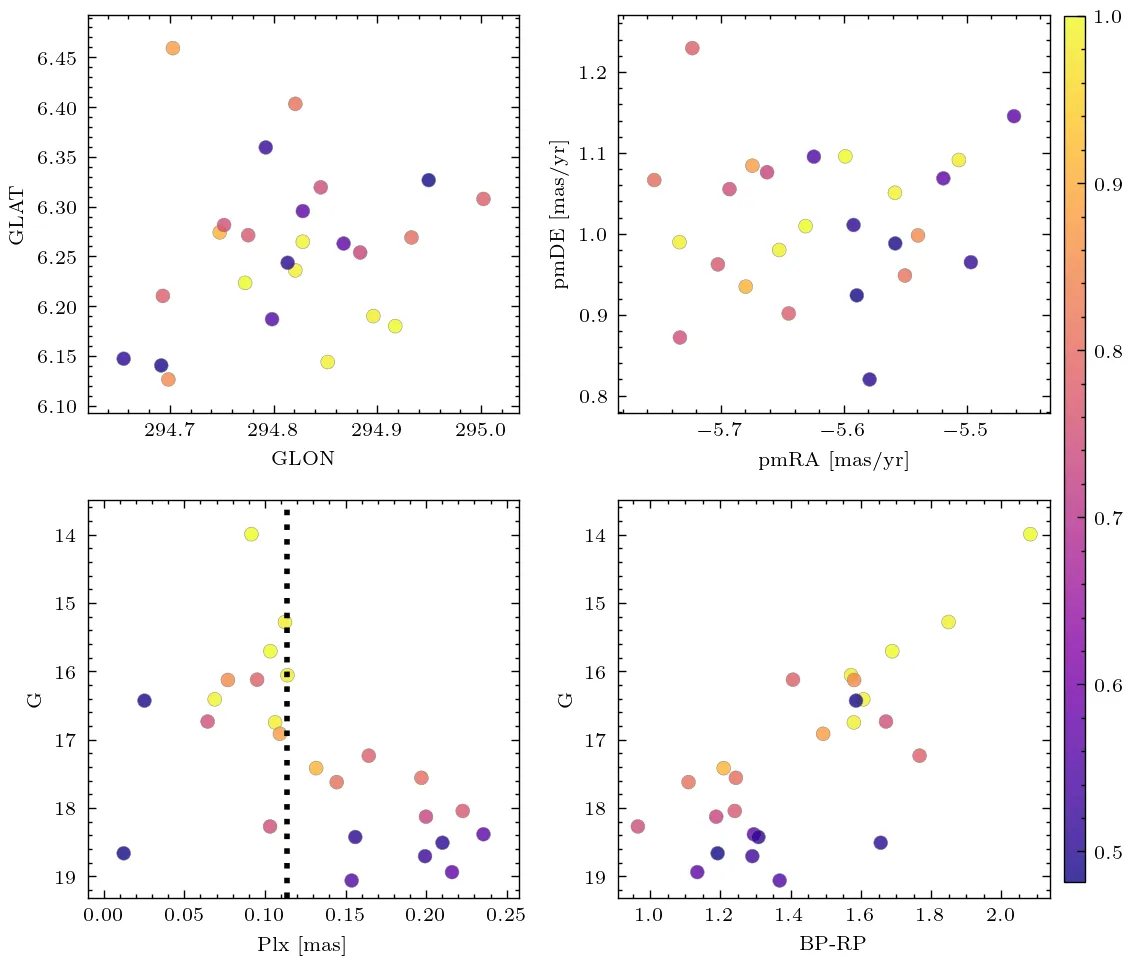 6.45
6.40
6.35
6.30
6.25
6.20
6.15
6.10
GLAT
294.7 294.8 294.9 295.0
GLON
1.2
1.1
1.0
0.9
0.8
pmDE [mas/yr]
−5.7 −5.6 −5.5
pmRA [mas/yr]
1.0
0.9
0.8
0.7
0.6
0.5
14
15
16
17
18
19
G
0.00 0.05 0.10 0.15 0.20 0.25
Plx [mas]
14
15
16
17
18
19
G
1.0 1.2 1.4 1.6 1.8 2.0
BP-RP